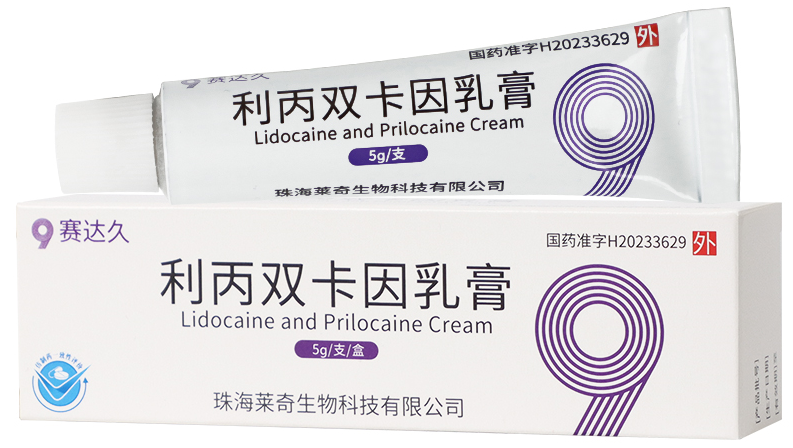 国药准字H20233629 外
9 赛达久
利丙双卡因乳膏
Lidocaine and Prilocaine Cream
5g/支
珠海莱奇生物科技有限公司
9
9 赛达久
国药准字H20233629 外
利丙双卡因乳膏
Lidocaine and Prilocaine Cream
5g/支/盒
珠海莱奇生物科技有限公司
9